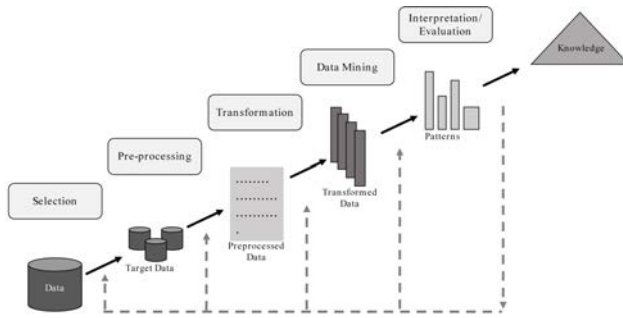 Interpretation/
Evaluation
Knowledge
Data Mining
Transformation
Patterns
Pre-processing
Transformed
Data
Selection
Preprocessed
Data
Target Data
Data